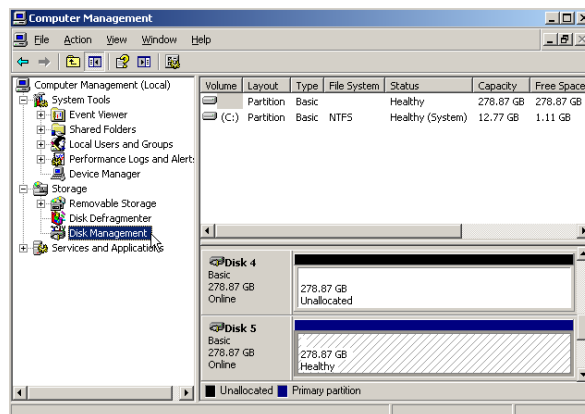 Computer Management
File Action View Window Help
Computer Management (Local)
System Tools
Event Viewer
Shared Folders
Local Users and Groups
Performance Logs and Alerts
Device Manager
Storage
Removable Storage
Disk Defragmenter
Disk Management
Services and Applications
Volume Layout Type File System Status Capacity Free Space
Partition Basic Healthy 278.87 GB 278.87 GB
(C:) Partition Basic NTFS Healthy (System) 12.77 GB 1.11 GB
Disk 4
Basic
278.87 GB
Online
278.87 GB
Unallocated
Disk 5
Basic
278.87 GB
Online
278.87 GB
Healthy
Unallocated Primary partition